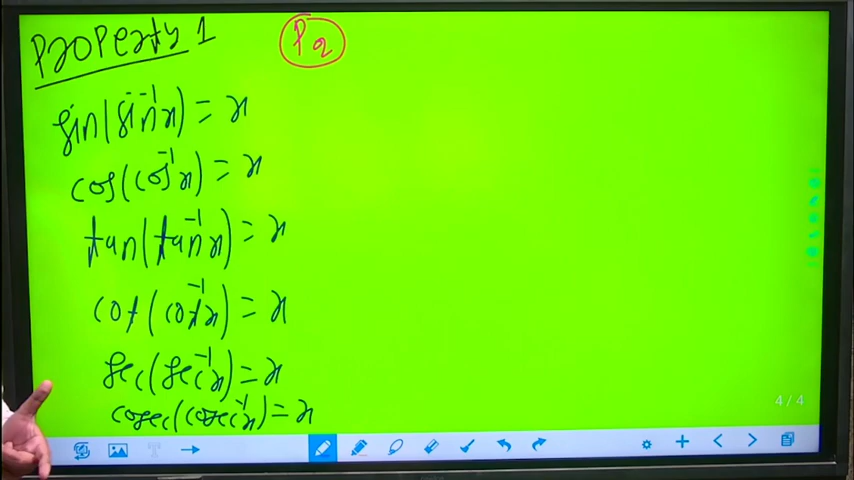 Property 1
P2
sin(sin⁻¹x) = x
cos(cos⁻¹x) = x
tan(tan⁻¹x) = x
cot(cot⁻¹x) = x
sec(sec⁻¹x) = x
cosec(cosec⁻¹x) = x
4/4